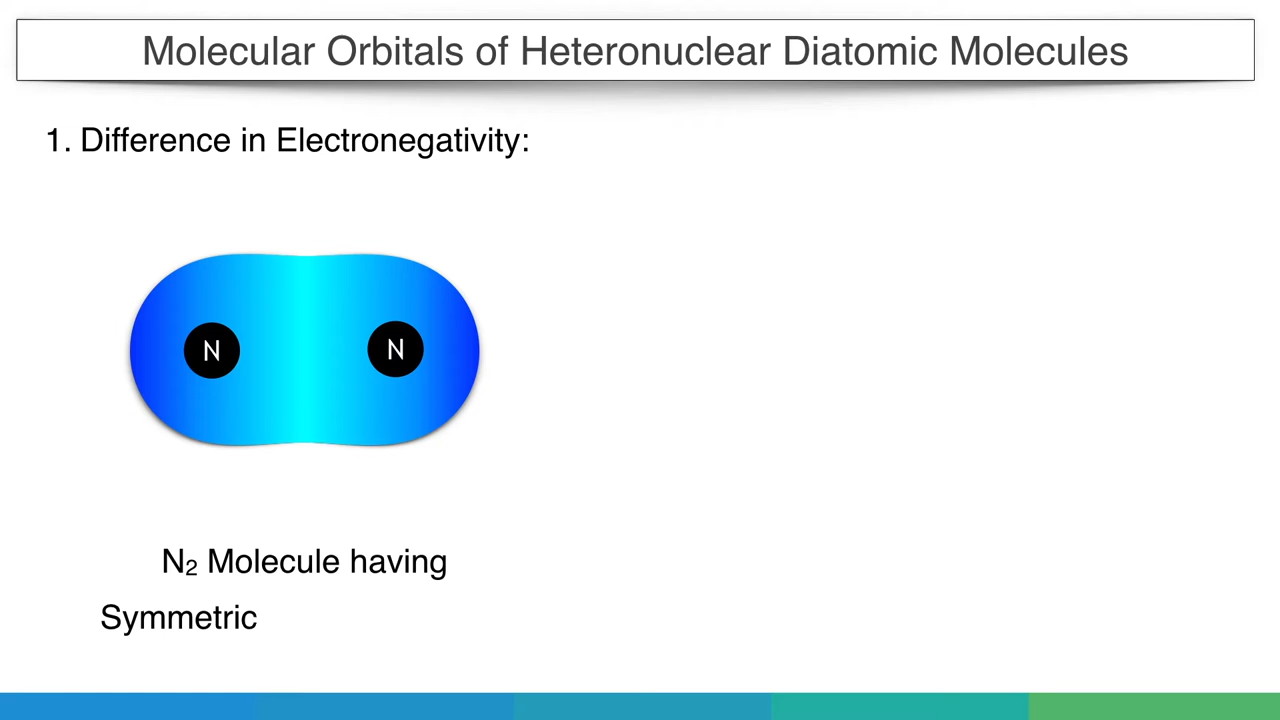 Molecular Orbitals of Heteronuclear Diatomic Molecules
1. Difference in Electronegativity:
N N
N₂ Molecule having
Symmetric